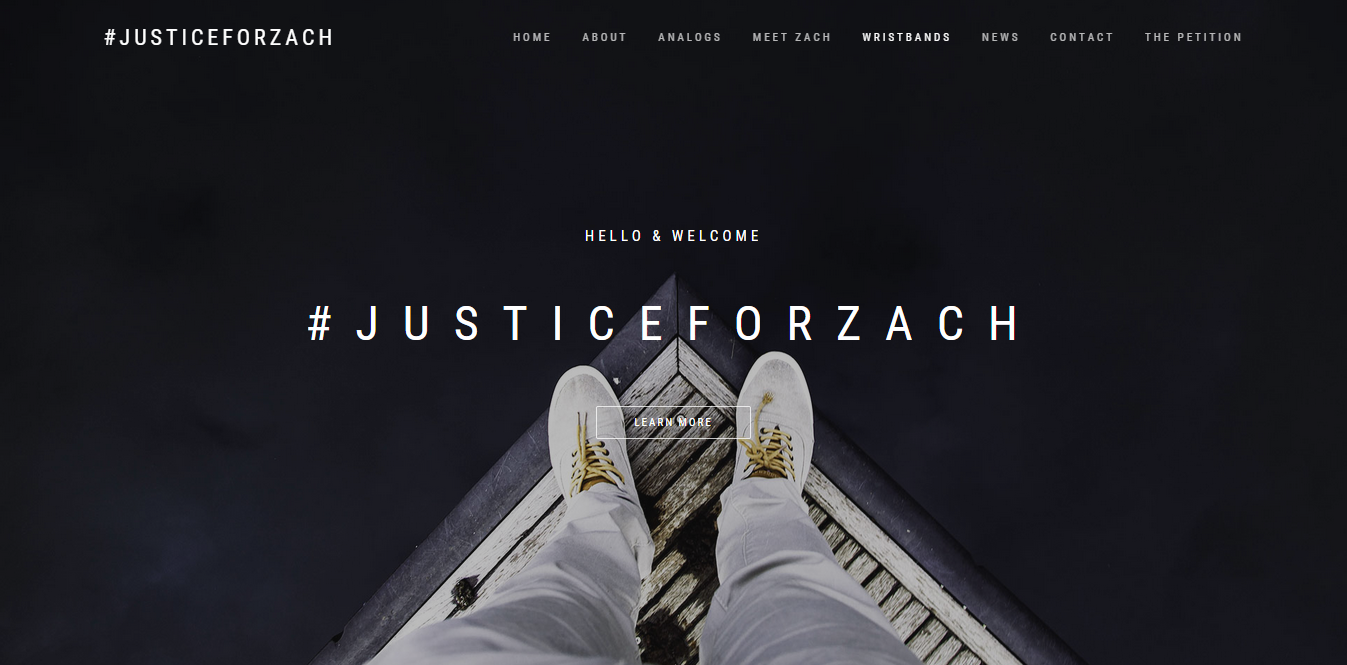 #JUSTICEFORZACH
HOME ABOUT ANALOGS MEET ZACH WRISTBANDS NEWS CONTACT THE PETITION
HELLO & WELCOME
#JUSTICEFORZACH
LEARN MORE